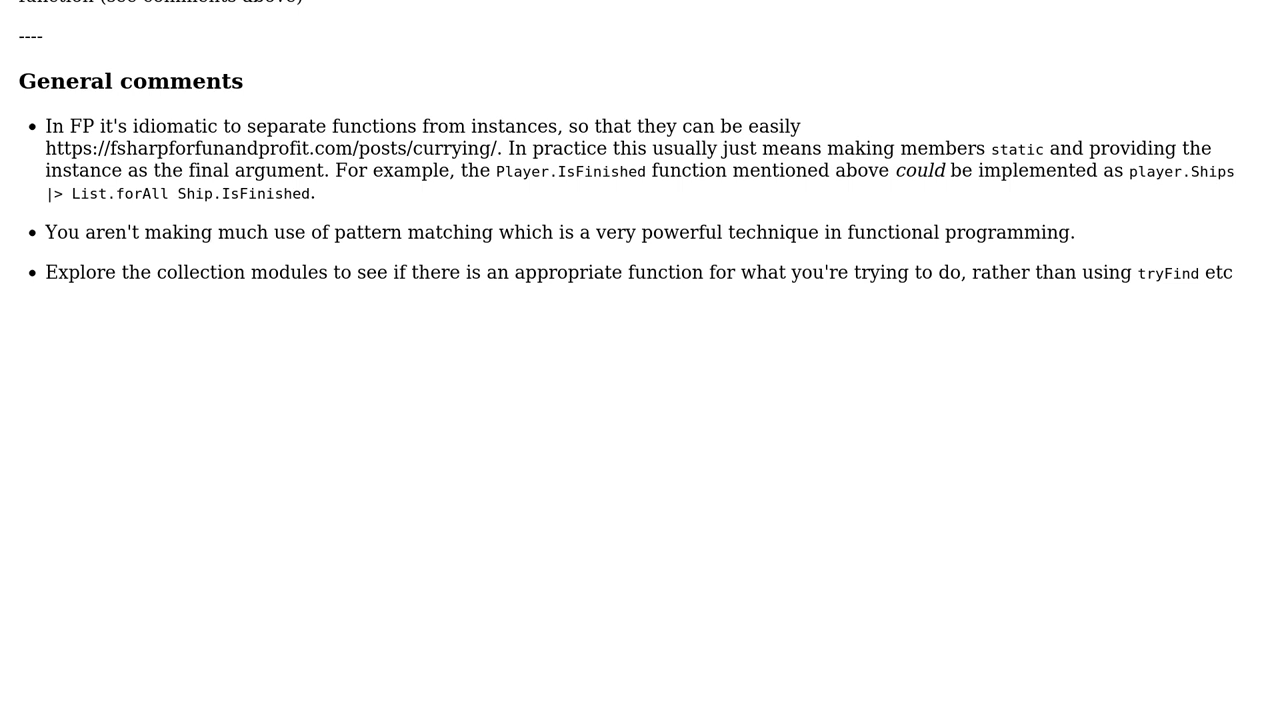 function (see comments above)
----
General comments
• In FP it's idiomatic to separate functions from instances, so that they can be easily
https://fsharpforfunandprofit.com/posts/currying/. In practice this usually just means making members static and providing the
instance as the final argument. For example, the Player.IsFinished function mentioned above could be implemented as player.Ships
|> List.forAll Ship.IsFinished.
• You aren't making much use of pattern matching which is a very powerful technique in functional programming.
• Explore the collection modules to see if there is an appropriate function for what you're trying to do, rather than using tryFind etc